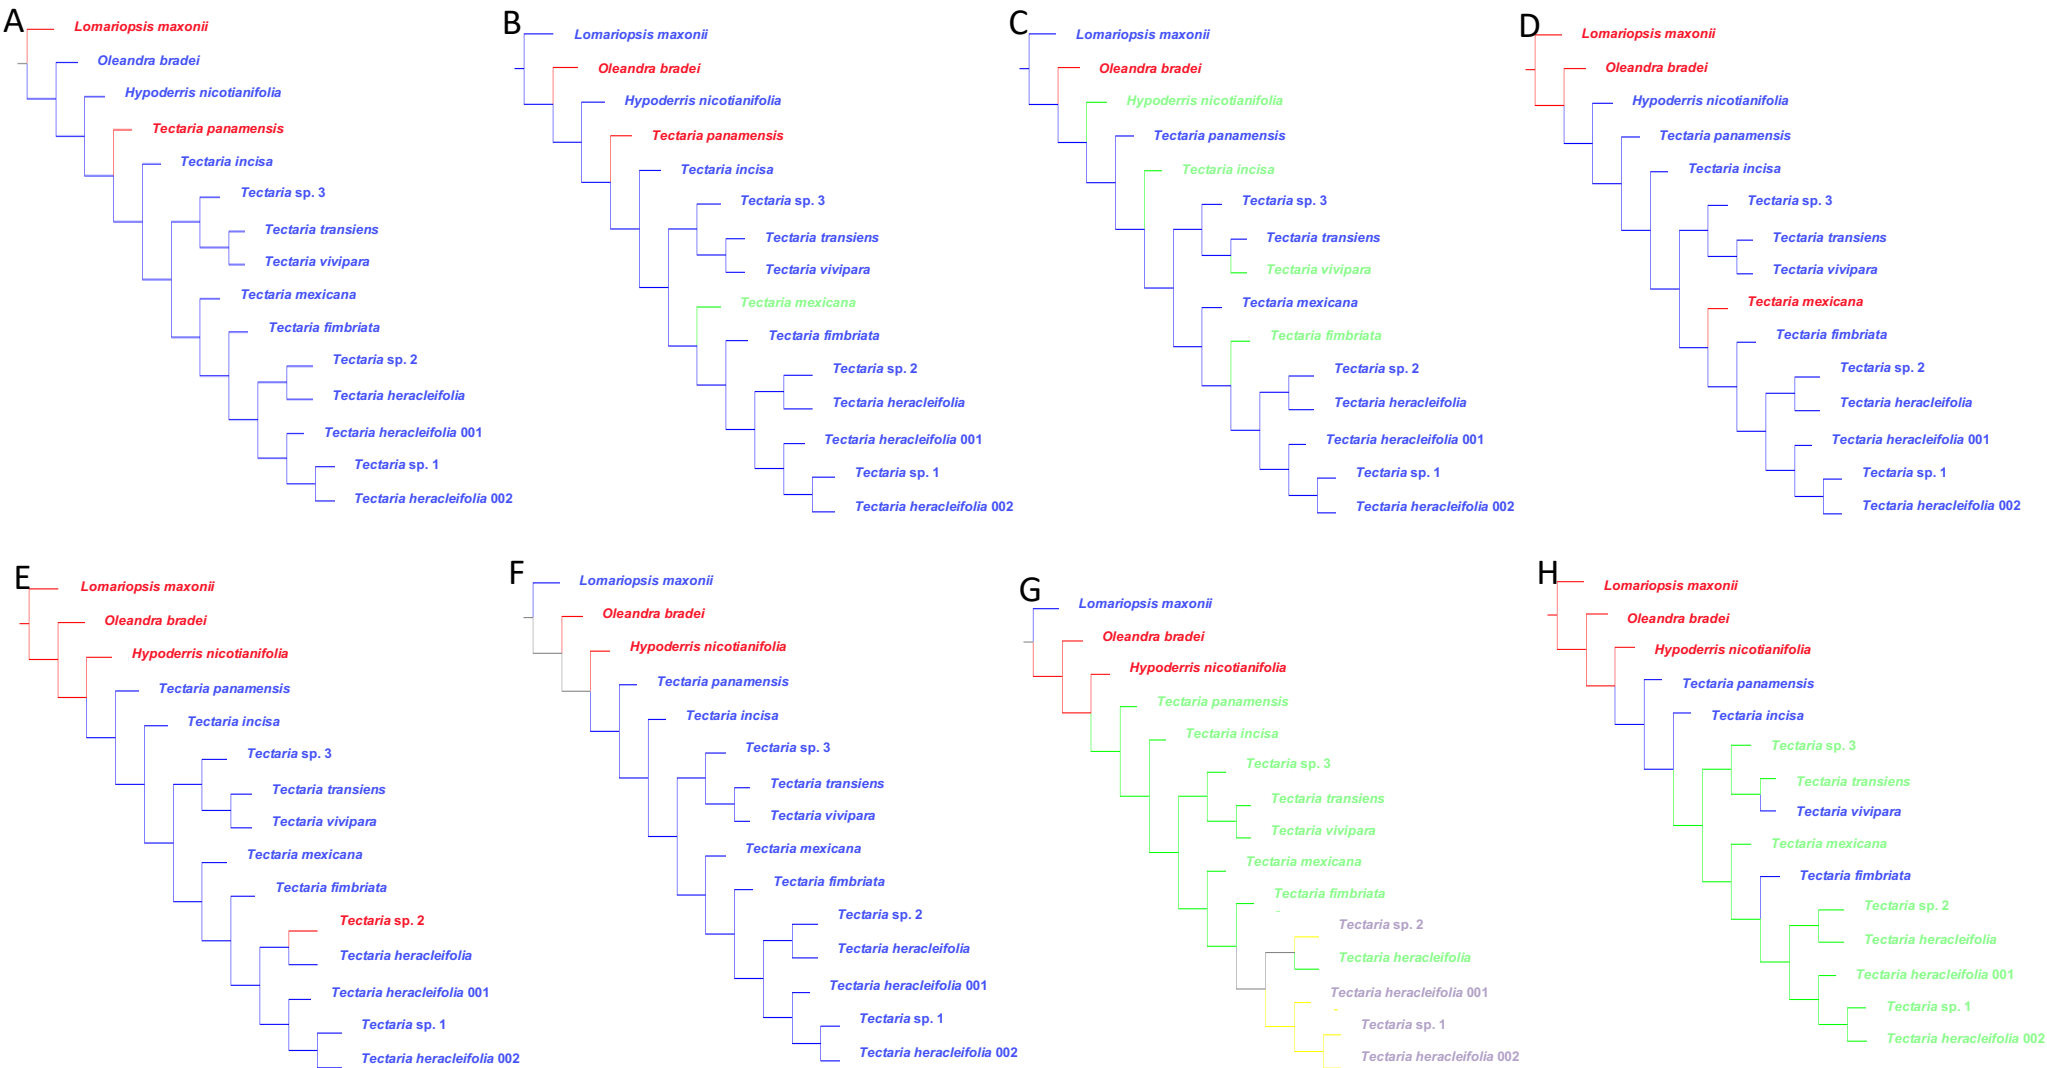 A
Lomariopsis maxonii
Oleandra bradei
Hypoderris nicotianifolia
Tectaria panamensis
Tectaria incisa
Tectaria sp. 3
Tectaria transiens
Tectaria vivipara
Tectaria mexicana
Tectaria fimbriata
Tectaria sp. 2
Tectaria heracleifolia
Tectaria heracleifolia 001
Tectaria sp. 1
Tectaria heracleifolia 002
B
Lomariopsis maxonii
Oleandra bradei
Hypoderris nicotianifolia
Tectaria panamensis
Tectaria incisa
Tectaria sp. 3
Tectaria transiens
Tectaria vivipara
Tectaria mexicana
Tectaria fimbriata
Tectaria sp. 2
Tectaria heracleifolia
Tectaria heracleifolia 001
Tectaria sp. 1
Tectaria heracleifolia 002
C
Lomariopsis maxonii
Oleandra bradei
Hypoderris nicotianifolia
Tectaria panamensis
Tectaria incisa
Tectaria sp. 3
Tectaria transiens
Tectaria vivipara
Tectaria mexicana
Tectaria fimbriata
Tectaria sp. 2
Tectaria heracleifolia
Tectaria heracleifolia 001
Tectaria sp. 1
Tectaria heracleifolia 002
D
Lomariopsis maxonii
Oleandra bradei
Hypoderris nicotianifolia
Tectaria panamensis
Tectaria incisa
Tectaria sp. 3
Tectaria transiens
Tectaria vivipara
Tectaria mexicana
Tectaria fimbriata
Tectaria sp. 2
Tectaria heracleifolia
Tectaria heracleifolia 001
Tectaria sp. 1
Tectaria heracleifolia 002
E
Lomariopsis maxonii
Oleandra bradei
Hypoderris nicotianifolia
Tectaria panamensis
Tectaria incisa
Tectaria sp. 3
Tectaria transiens
Tectaria vivipara
Tectaria mexicana
Tectaria fimbriata
Tectaria sp. 2
Tectaria heracleifolia
Tectaria heracleifolia 001
Tectaria sp. 1
Tectaria heracleifolia 002
F
Lomariopsis maxonii
Oleandra bradei
Hypoderris nicotianifolia
Tectaria panamensis
Tectaria incisa
Tectaria sp. 3
Tectaria transiens
Tectaria vivipara
Tectaria mexicana
Tectaria fimbriata
Tectaria sp. 2
Tectaria heracleifolia
Tectaria heracleifolia 001
Tectaria sp. 1
Tectaria heracleifolia 002
G
Lomariopsis maxonii
Oleandra bradei
Hypoderris nicotianifolia
Tectaria panamensis
Tectaria incisa
Tectaria sp. 3
Tectaria transiens
Tectaria vivipara
Tectaria mexicana
Tectaria fimbriata
Tectaria sp. 2
Tectaria heracleifolia
Tectaria heracleifolia 001
Tectaria sp. 1
Tectaria heracleifolia 002
H
Lomariopsis maxonii
Oleandra bradei
Hypoderris nicotianifolia
Tectaria panamensis
Tectaria incisa
Tectaria sp. 3
Tectaria transiens
Tectaria vivipara
Tectaria mexicana
Tectaria fimbriata
Tectaria sp. 2
Tectaria heracleifolia
Tectaria heracleifolia 001
Tectaria sp. 1
Tectaria heracleifolia 002